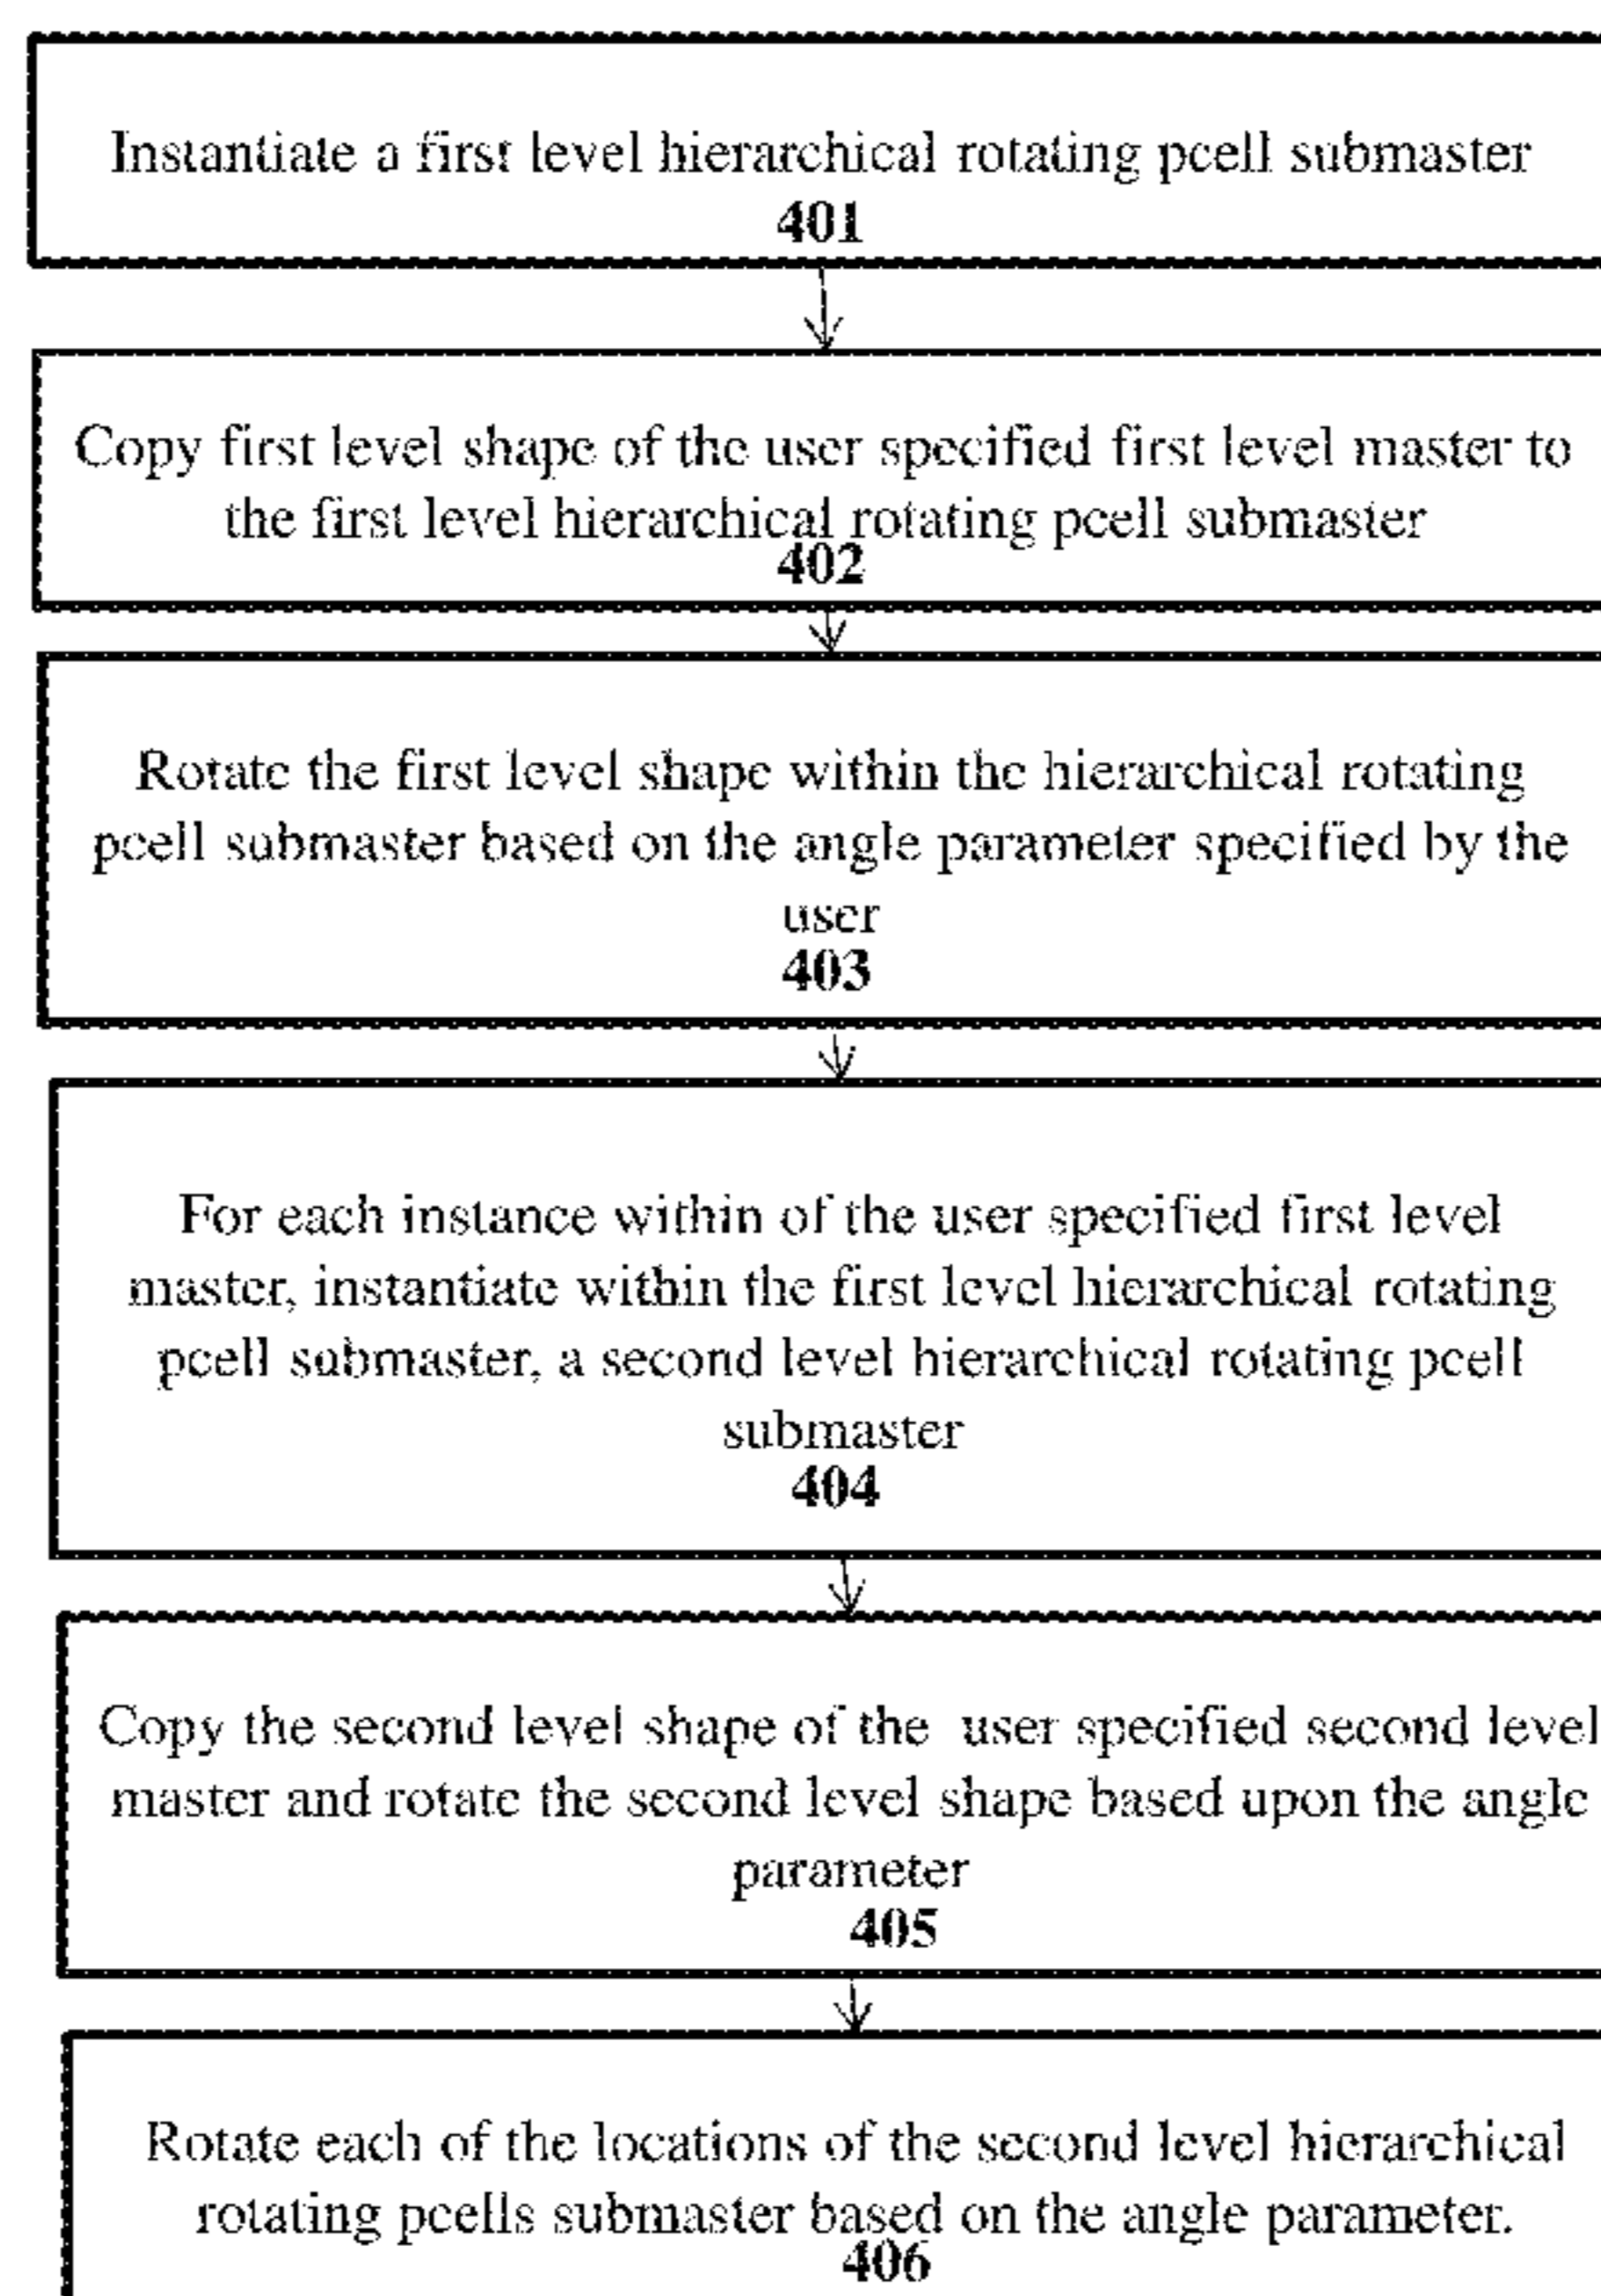 Instantiate a first level hierarchical rotating pcell submaster
401
Copy first level shape of the user specified first level master to
the first level hierarchical rotating pcell submaster
402
Rotate the first level shape within the hierarchical rotating
pcell submaster based on the angle parameter specified by the
user
403
For each instance within of the user specified first level
master, instantiate within the first level hierarchical rotating
pcell submaster, a second level hierarchical rotating pcell
submaster
404
Copy the second level shape of the user specified second level
master and rotate the second level shape based upon the angle
parameter
405
Rotate each of the locations of the second level hierarchical
rotating pcells submaster based on the angle parameter.
406